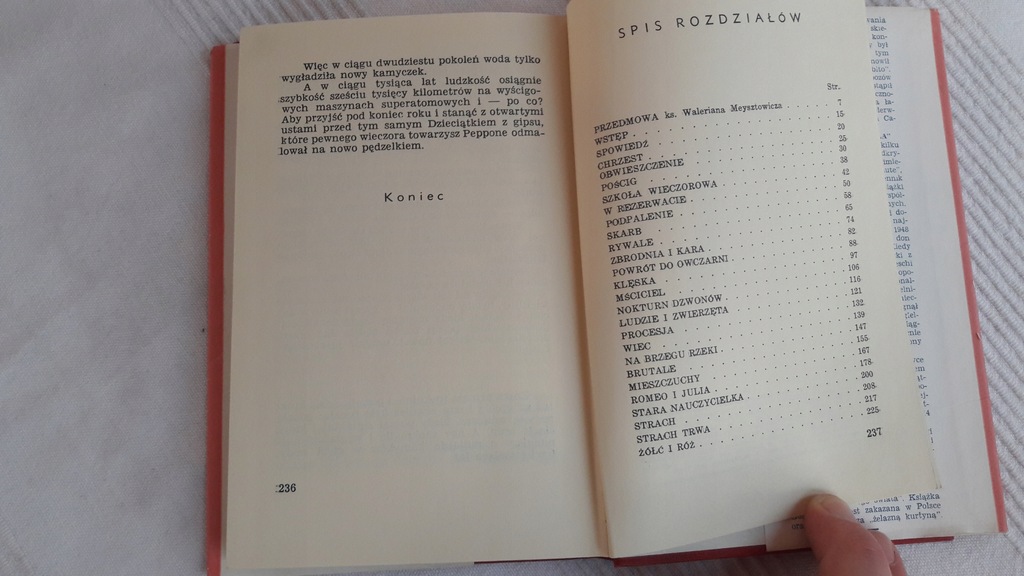 Więc w ciągu dwudziestu pokoleń woda tylko
wygładziła nowy kamyczek.
A w ciągu tysiąca lat ludzkość osiągnie
szybkość sześciu tysięcy kilometrów na wyścigo-
wych maszynach superatomowych i — po co?
Aby przyjść pod koniec roku i stanąć z otwartymi
ustami przed tym samym Dzieciątkiem z gipsu,
które pewnego wieczora towarzysz Peppone odma-
lował na nowo pędzelkiem.
Koniec
236
SPIS ROZDZIAŁÓW
Str.
PRZEDMOWA ks. Waleriana Meysztowicza 7
WSTĘP 15
SPOWIEDŹ 20
CHRZEST 25
OBWIESZCZENIE 30
POŚCIG 38
SZKOŁA WIECZOROWA 42
W REZERWACIE 50
PODPALENIE 58
SKARB 65
RYWALE 74
ZBRODNIA I KARA 82
POWRÓT DO OWCZARNI 88
KLĘSKA 97
MŚCICIEL 106
NOKTURN DZWONÓW 116
LUDZIE I ZWIERZĘTA 121
PROCESJA 132
WIEC 139
NA BRZEGU RZEKI 147
BRUTALE 155
MIESZCZUCHY 167
ROMEO I JULIA 178
STARA NAUCZYCIELKA 200
STRACH 208
STRACH TRWA 217
ŻÓŁĆ I RÓŻ 225
237
świata". Książka
zakazana w Polsce
„żelazną kurtyną"